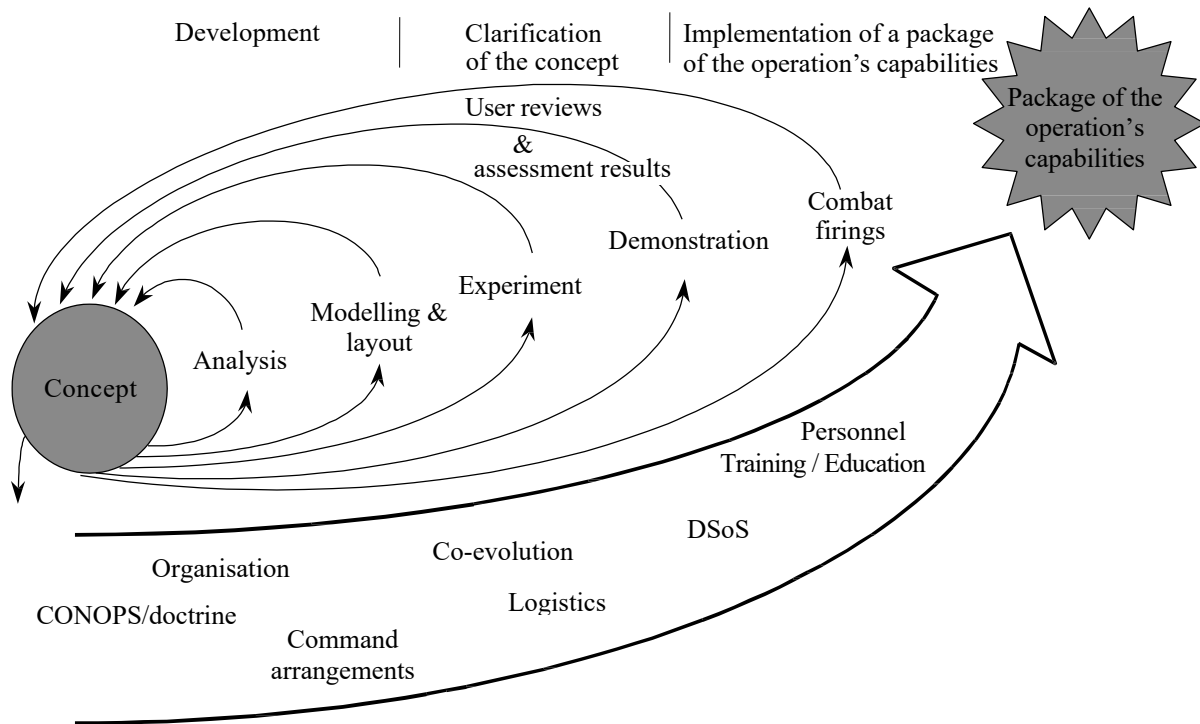 Development
Clarification
of the concept
Implementation of a package
of the operation's capabilities
Package of the
operation's
capabilities
User reviews
&
assessment results
Combat
firings
Demonstration
Experiment
Modelling &
layout
Analysis
Concept
Personnel
Training / Education
DSoS
Co-evolution
Organisation
Logistics
CONOPS/doctrine
Command
arrangements